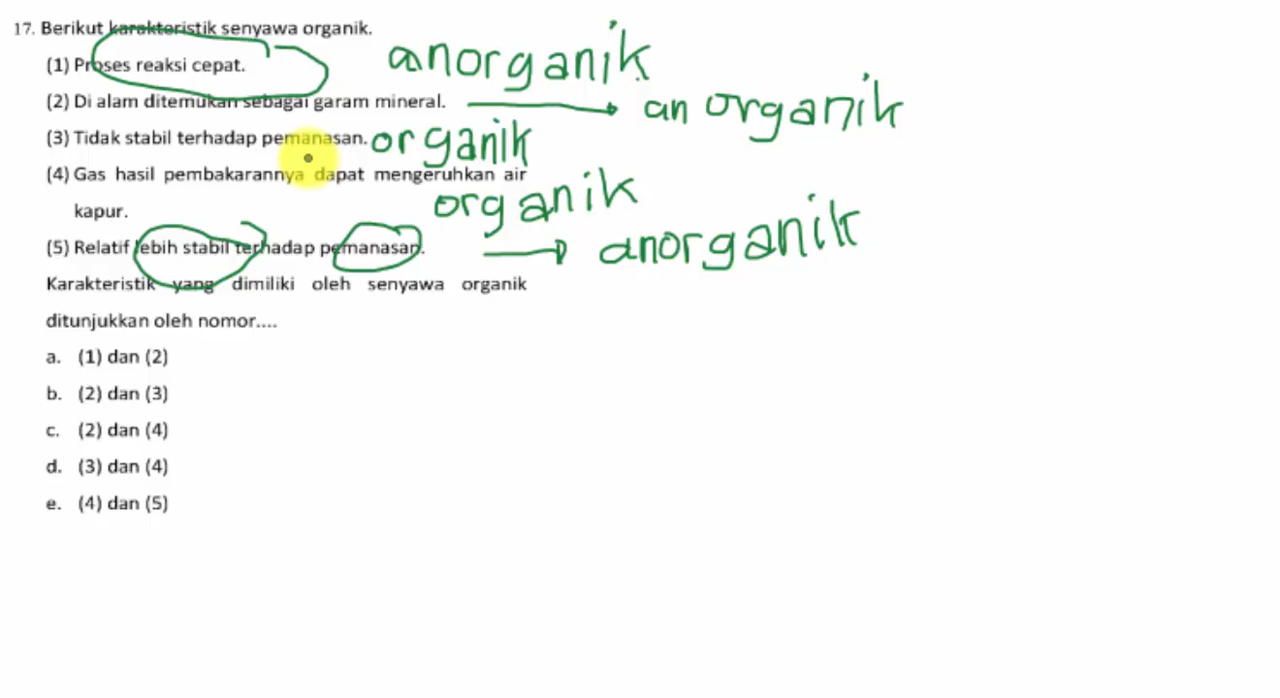 17. Berikut karakteristik senyawa organik.
(1) Proses reaksi cepat. anorganik
(2) Di alam ditemukan sebagai garam mineral. an organik
(3) Tidak stabil terhadap pemanasan. organik
(4) Gas hasil pembakarannya dapat mengeruhkan air
kapur. organik
(5) Relatif lebih stabil terhadap pemanasan. anorganik
Karakteristik yang dimiliki oleh senyawa organik
ditunjukkan oleh nomor....
a. (1) dan (2)
b. (2) dan (3)
c. (2) dan (4)
d. (3) dan (4)
e. (4) dan (5)